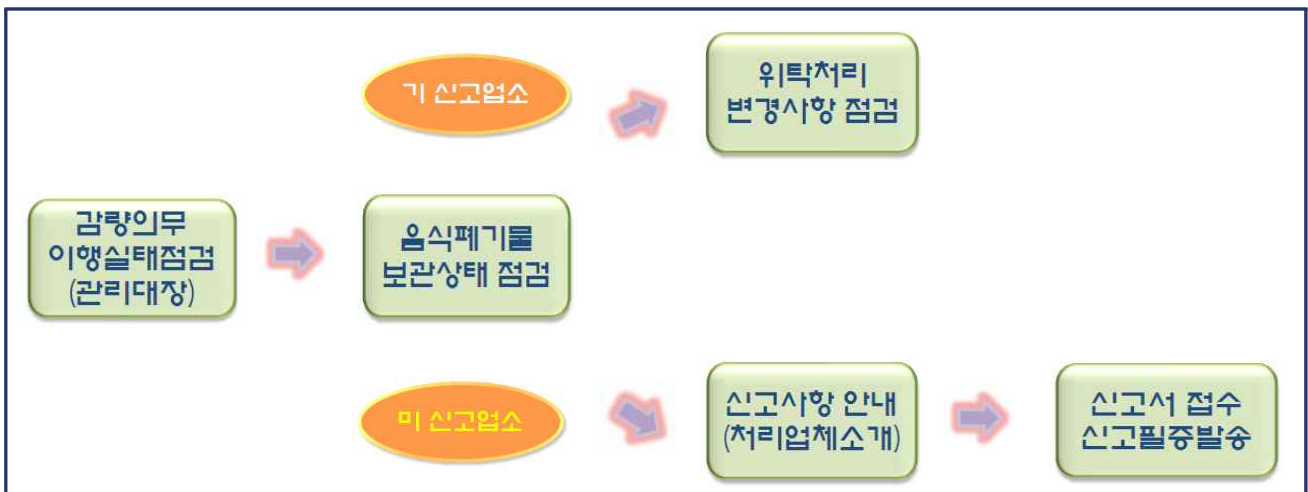 기 신고업소
위탁처리
변경사항 점검
감량의무
이행실태점검
(관리대장)
음식폐기물
보관상태 점검
미 신고업소
신고사항 안내
(처리업체소개)
신고서 접수
신고필증발송